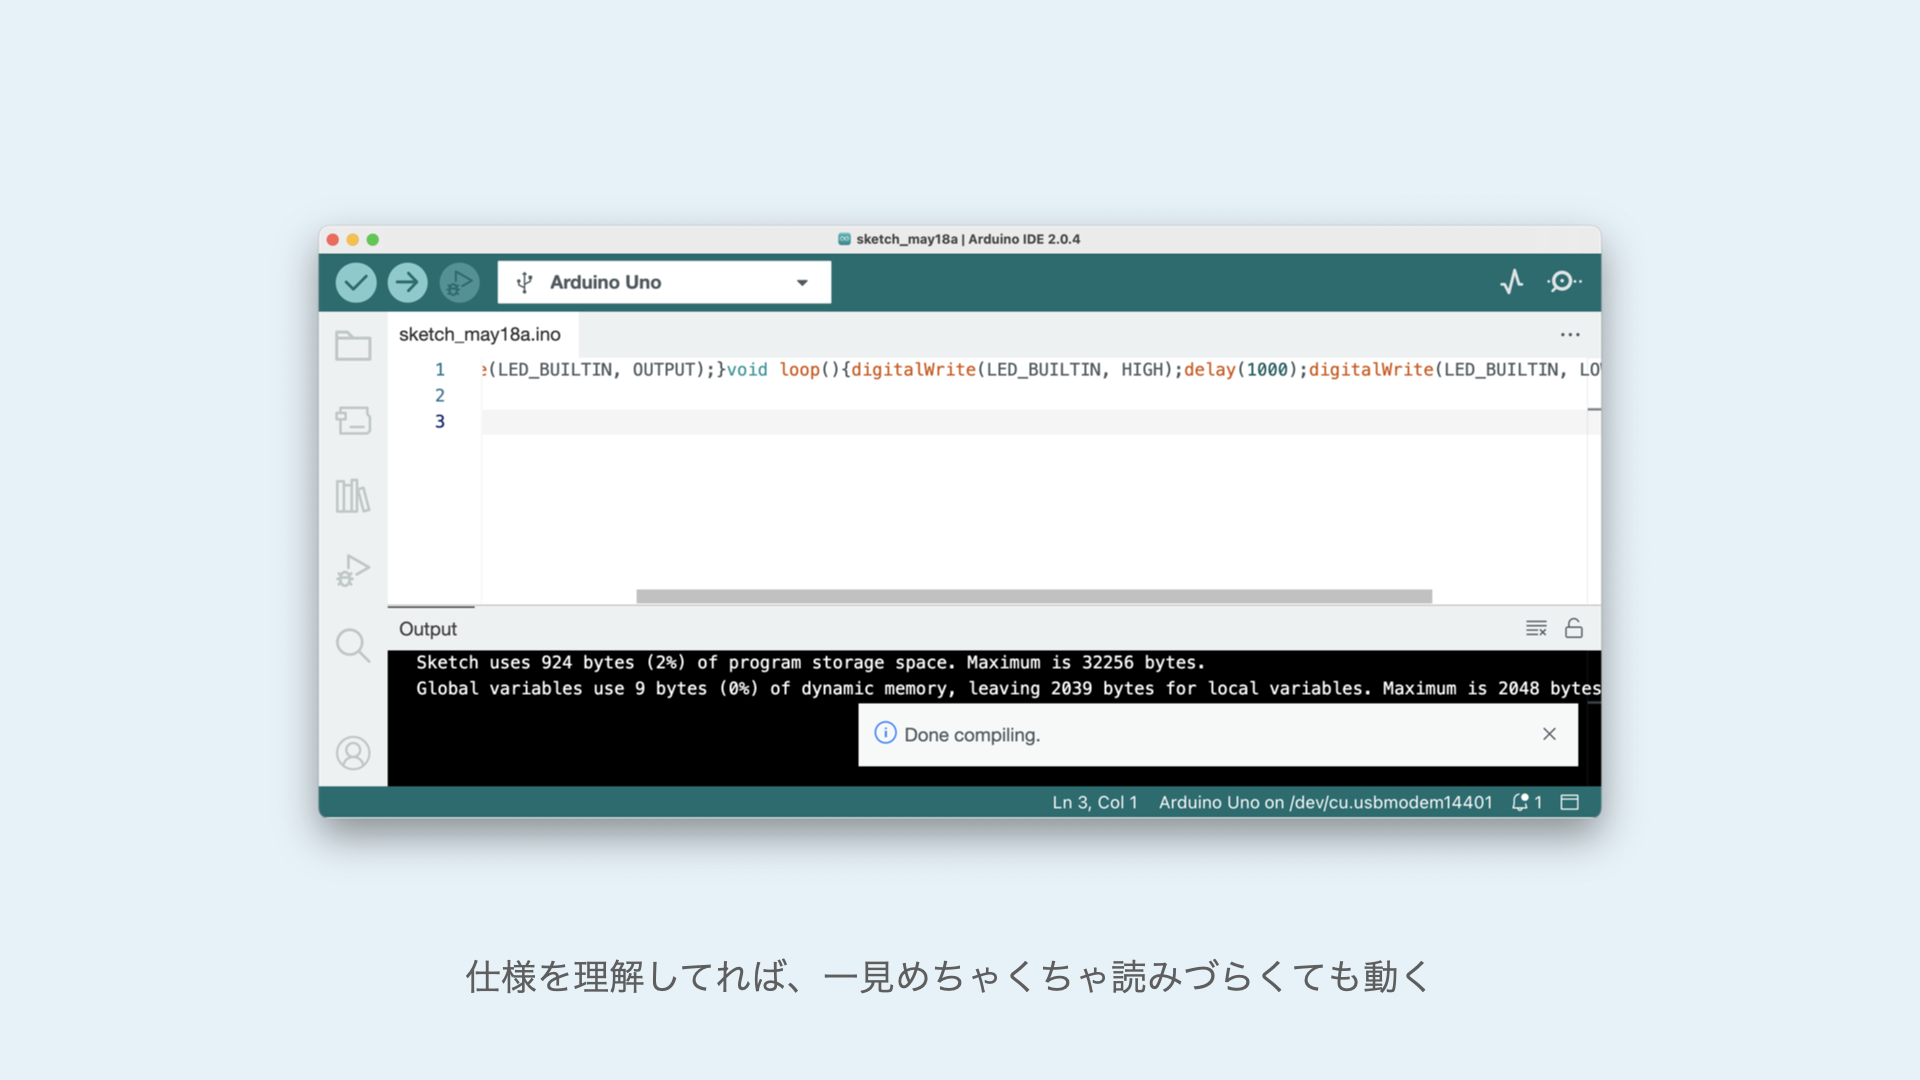 sketch_may18a | Arduino IDE 2.0.4
Arduino Uno
sketch_may18a.ino
1 e(LED_BUILTIN, OUTPUT);}void loop(){digitalWrite(LED_BUILTIN, HIGH);delay(1000);digitalWrite(LED_BUILTIN, LO
2
3
Output
Sketch uses 924 bytes (2%) of program storage space. Maximum is 32256 bytes.
Global variables use 9 bytes (0%) of dynamic memory, leaving 2039 bytes for local variables. Maximum is 2048 bytes
Done compiling.
Ln 3, Col 1 Arduino Uno on /dev/cu.usbmodem14401 1
仕様を理解してれば、一見めちゃくちゃ読みづらくても動く